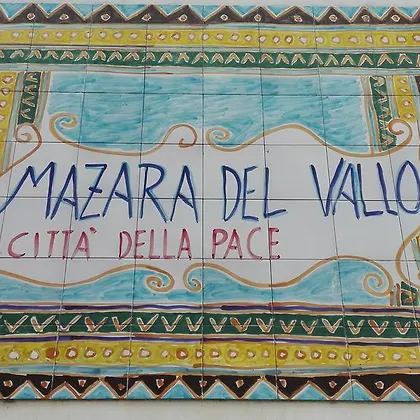 MAZARA DEL VALLO
CITTÀ DELLA PACE